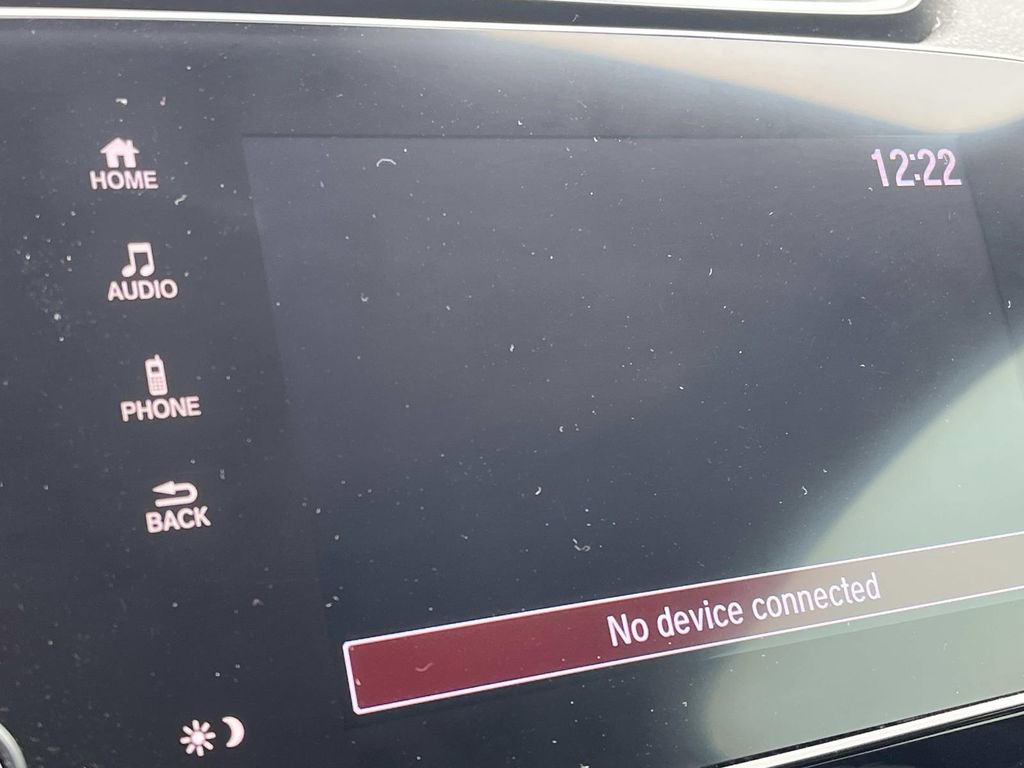 12:22
HOME
AUDIO
PHONE
BACK
No device connected